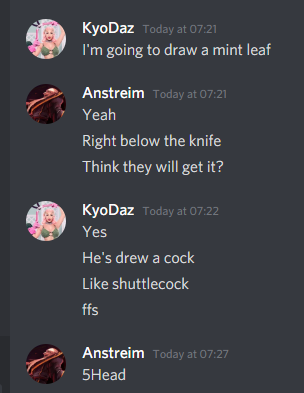 KyoDaz Today at 07:21
I'm going to draw a mint leaf
Anstreim Today at 07:21
Yeah
Right below the knife
Think they will get it?
KyoDaz Today at 07:22
Yes
He's drew a cock
Like shuttlecock
ffs
Anstreim Today at 07:27
5Head